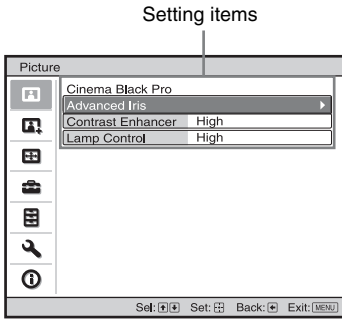 Setting items
Picture
Cinema Black Pro
Advanced Iris
Contrast Enhancer High
Lamp Control High
Sel: Set: Back: Exit: MENU